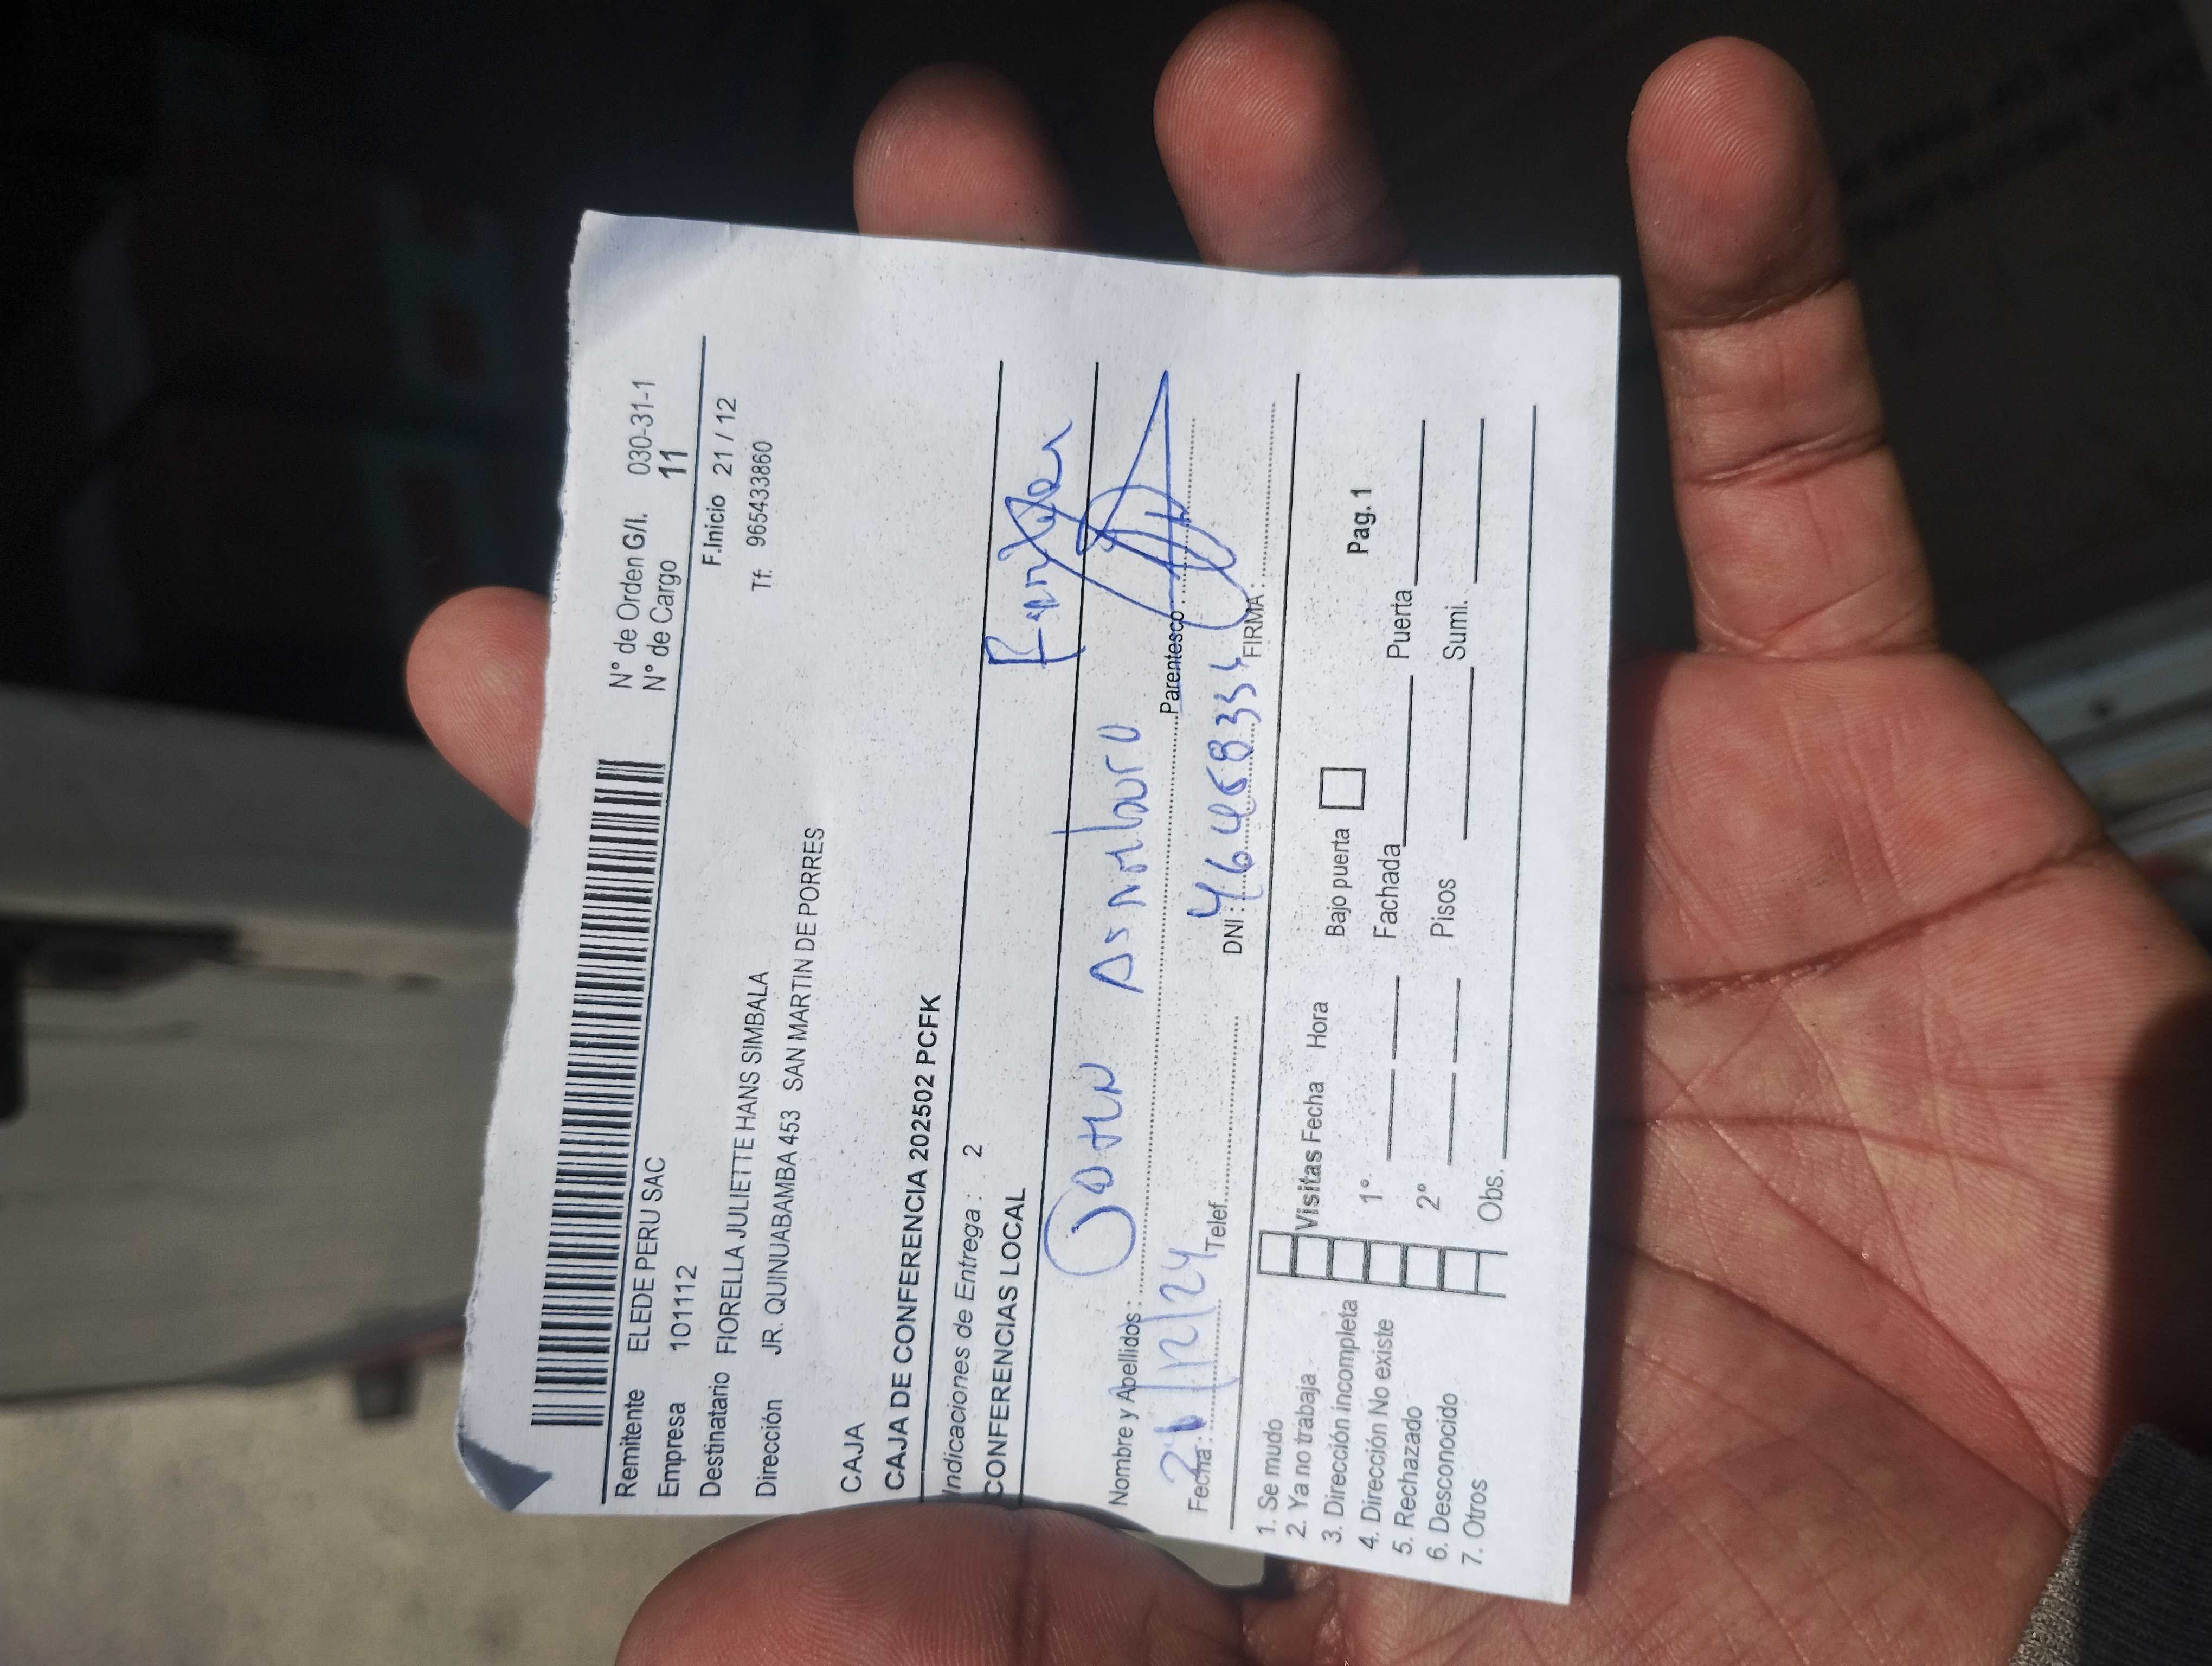 N° de Orden G/I. 030-31-1
N° de Cargo 11
Remitente ELEDE PERU SAC
Empresa 101112 F.Inicio 21 / 12
Destinatario FIORELLA JULIETTE HANS SIMBALA Tf. 965433860
Dirección JR. QUINUABAMBA 453 SAN MARTIN DE PORRES
CAJA
CAJA DE CONFERENCIA 202502 PCFK
Indicaciones de Entrega : 2
CONFERENCIAS LOCAL
Nombre y Apellidos :
Fecha : 21/12/24 Parentesco :
Telef. DNI : FIRMA :
1. Se mudo
2. Ya no trabaja
3. Dirección incompleta
4. Dirección No existe
5. Rechazado
6. Desconocido
7. Otros
Visitas Fecha Hora Bajo puerta Pag. 1
1° Fachada Puerta
2° Pisos Sumi.
Obs.